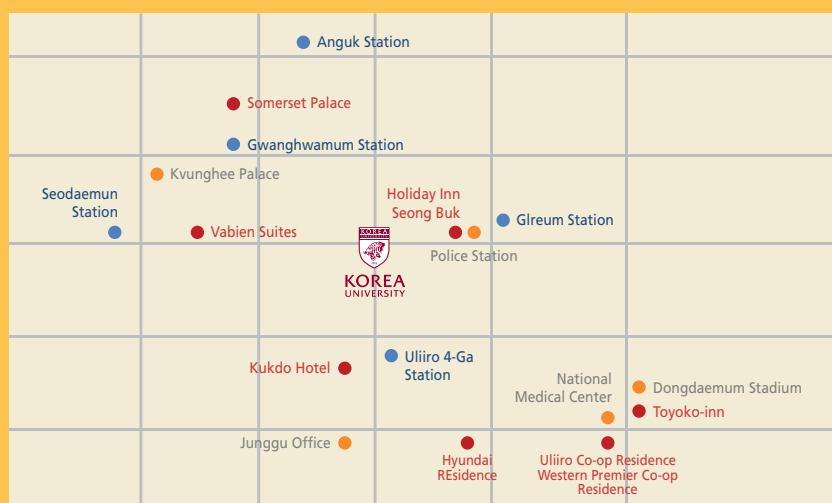 Anguk Station
Somerset Palace
Gwanghwamum Station
Kvunghee Palace
Seodaemun
Station
Vabien Suites
Holiday Inn
Seong Buk
Glreum Station
Police Station
KOREA
UNIVERSITY
KOREA
UNIVERSITY
Kukdo Hotel
Uliiro 4-Ga
Station
National
Medical Center
Dongdaemum Stadium
Toyoko-inn
Junggu Office
Hyundai
REsidence
Uliiro Co-op Residence
Western Premier Co-op
Residence